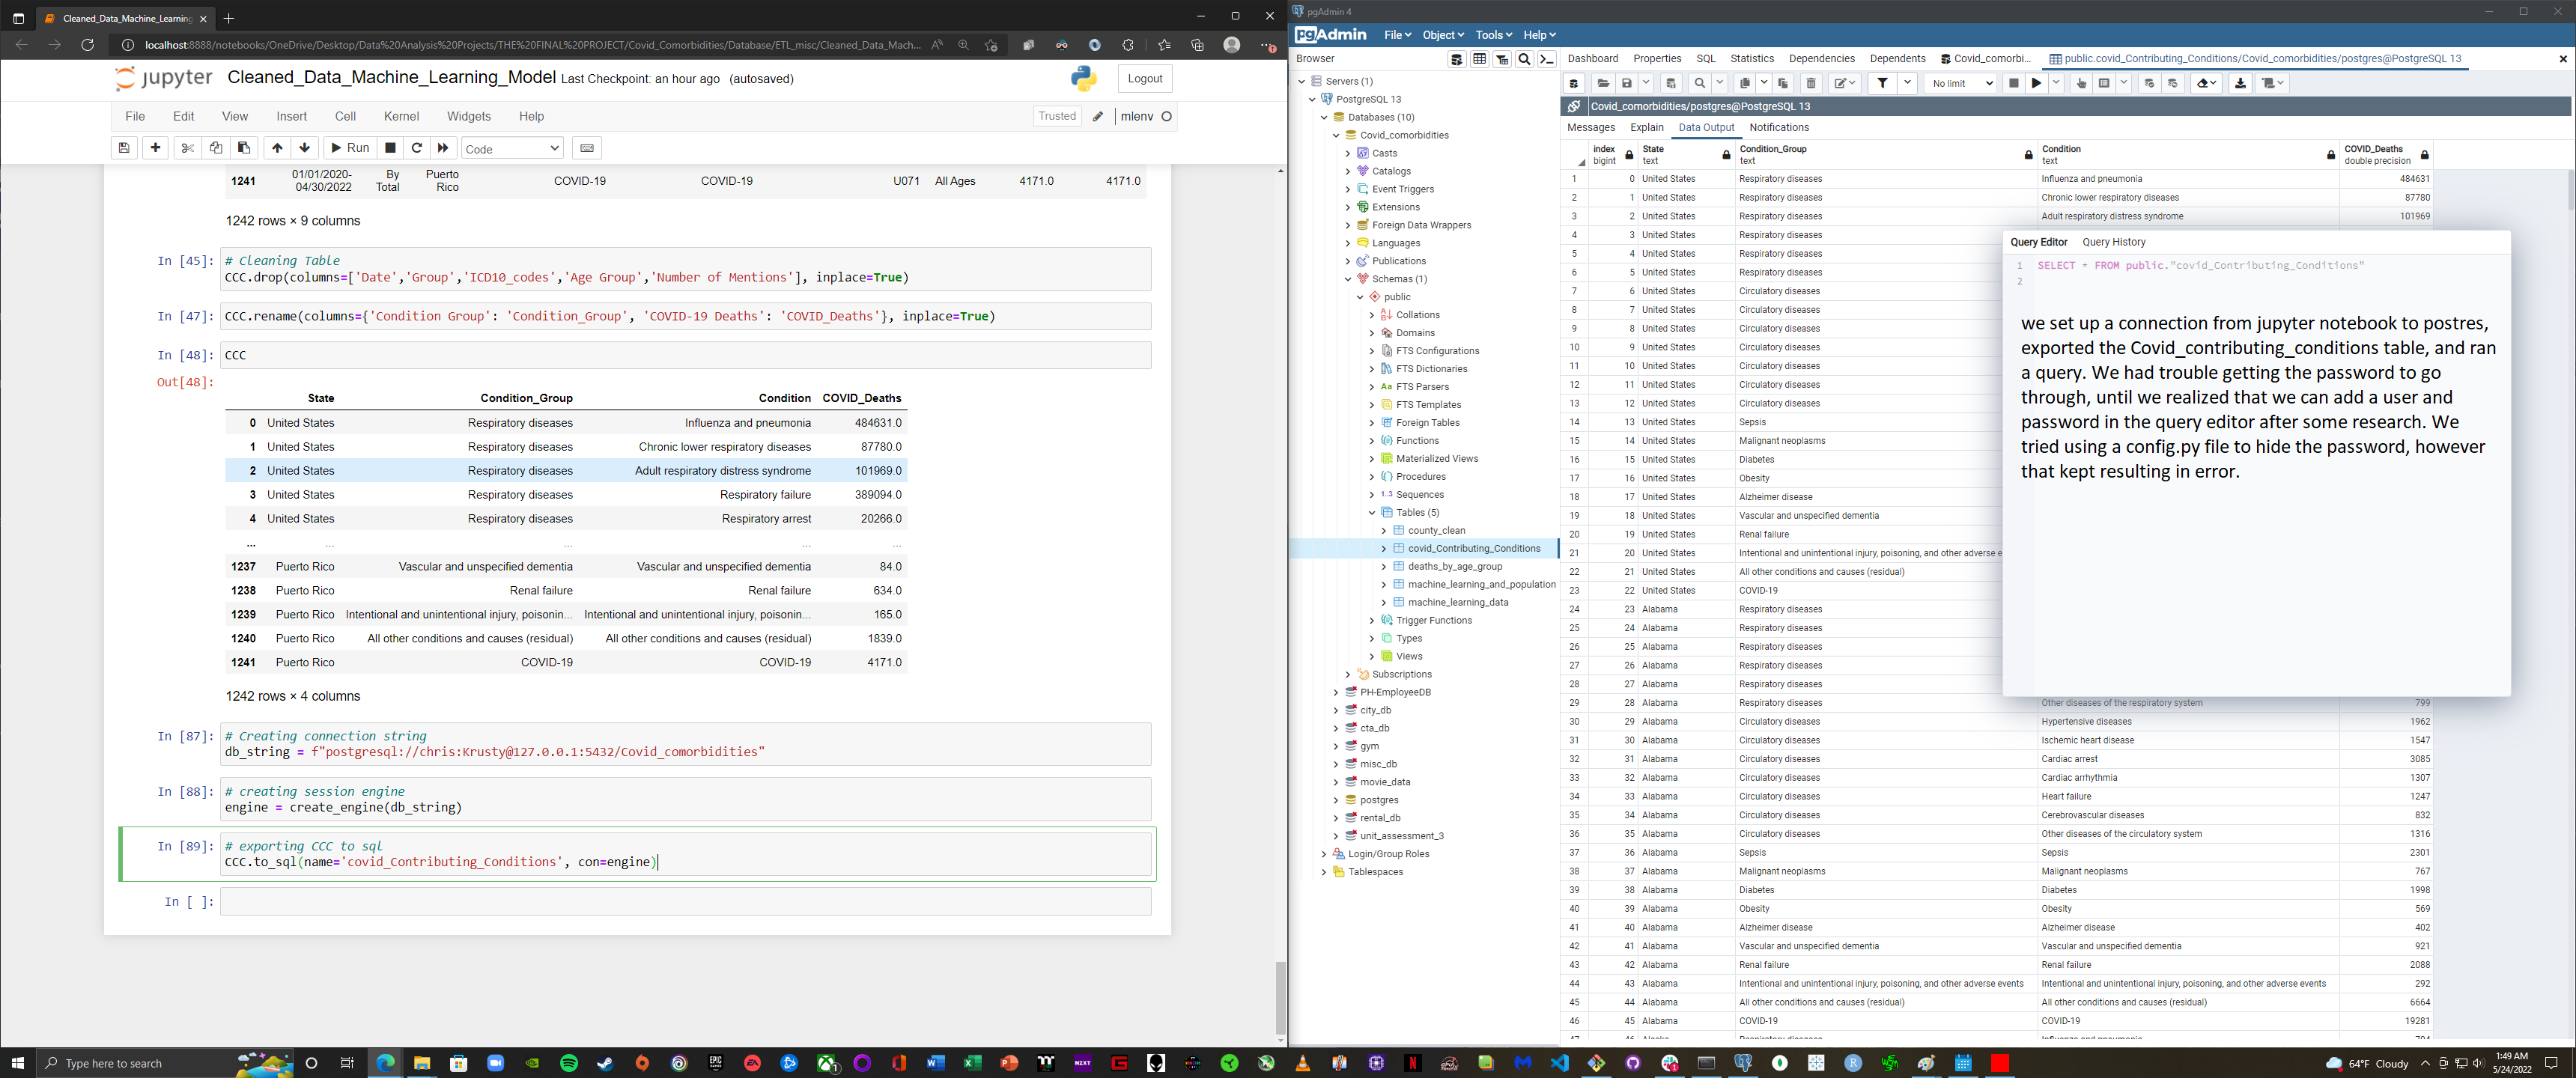 Cleaned_Data_Machine_Learning
localhost:8888/notebooks/OneDrive/Desktop/Data%20Analysis%20Projects/THE%20FINAL%20PROJECT/Covid_Comorbidities/Database/ETL_misc/Cleaned_Data_Mach...
jupyter Cleaned_Data_Machine_Learning_Model Last Checkpoint: an hour ago (autosaved)
Logout
File Edit View Insert Cell Kernel Widgets Help
Trusted mlenv
Run Code
1241 01/01/2020-04/30/2022 By Total Puerto Rico COVID-19 COVID-19 U071 All Ages 4171.0 4171.0
1242 rows × 9 columns
In [45]: # Cleaning Table
CCC.drop(columns=['Date','Group','ICD10_codes','Age Group','Number of Mentions'], inplace=True)
In [47]: CCC.rename(columns={'Condition Group': 'Condition_Group', 'COVID-19 Deaths': 'COVID_Deaths'}, inplace=True)
In [48]: CCC
Out[48]:
State Condition_Group Condition COVID_Deaths
0 United States Respiratory diseases Influenza and pneumonia 484631.0
1 United States Respiratory diseases Chronic lower respiratory diseases 87780.0
2 United States Respiratory diseases Adult respiratory distress syndrome 101969.0
3 United States Respiratory diseases Respiratory failure 389094.0
4 United States Respiratory diseases Respiratory arrest 20266.0
... ... ... ... ...
1237 Puerto Rico Vascular and unspecified dementia Vascular and unspecified dementia 84.0
1238 Puerto Rico Renal failure Renal failure 634.0
1239 Puerto Rico Intentional and unintentional injury, poisonin... Intentional and unintentional injury, poisonin... 165.0
1240 Puerto Rico All other conditions and causes (residual) All other conditions and causes (residual) 1839.0
1241 Puerto Rico COVID-19 COVID-19 4171.0
1242 rows × 4 columns
In [87]: # Creating connection string
db_string = f"postgresql://chris:Krusty@127.0.0.1:5432/Covid_comorbidities"
In [88]: # creating session engine
engine = create_engine(db_string)
In [89]: # exporting CCC to sql
CCC.to_sql(name='covid_Contributing_Conditions', con=engine)
In [ ]:
pgAdmin 4
pgAdmin File Object Tools Help
Browser
Servers (1)
PostgreSQL 13
Databases (10)
Covid_comorbidities
Casts
Catalogs
Event Triggers
Extensions
Foreign Data Wrappers
Languages
Publications
Schemas (1)
public
Collations
Domains
FTS Configurations
FTS Dictionaries
FTS Parsers
FTS Templates
Foreign Tables
Functions
Materialized Views
Procedures
1..3 Sequences
Tables (5)
county_clean
covid_Contributing_Conditions
deaths_by_age_group
machine_learning_and_population
machine_learning_data
Trigger Functions
Types
Views
Subscriptions
PH-EmployeeDB
city_db
cta_db
gym
misc_db
movie_data
postgres
rental_db
unit_assessment_3
Login/Group Roles
Tablespaces
Dashboard Properties SQL Statistics Dependencies Dependents Covid_comorbi... public.covid_Contributing_Conditions/Covid_comorbidities/postgres@PostgreSQL 13
No limit
Covid_comorbidities/postgres@PostgreSQL 13
Messages Explain Data Output Notifications
index bigint State text Condition_Group text Condition text COVID_Deaths double precision
1 0 United States Respiratory diseases Influenza and pneumonia 484631
2 1 United States Respiratory diseases Chronic lower respiratory diseases 87780
3 2 United States Respiratory diseases Adult respiratory distress syndrome 101969
4 3 United States Respiratory diseases
5 4 United States Respiratory diseases
6 5 United States Respiratory diseases
7 6 United States Circulatory diseases
8 7 United States Circulatory diseases
9 8 United States Circulatory diseases
10 9 United States Circulatory diseases
11 10 United States Circulatory diseases
12 11 United States Circulatory diseases
13 12 United States Circulatory diseases
14 13 United States Sepsis
15 14 United States Malignant neoplasms
16 15 United States Diabetes
17 16 United States Obesity
18 17 United States Alzheimer disease
19 18 United States Vascular and unspecified dementia
20 19 United States Renal failure
21 20 United States Intentional and unintentional injury, poisoning, and other adverse e
22 21 United States All other conditions and causes (residual)
23 22 United States COVID-19
24 23 Alabama Respiratory diseases
25 24 Alabama Respiratory diseases
26 25 Alabama Respiratory diseases
27 26 Alabama Respiratory diseases
28 27 Alabama Respiratory diseases
29 28 Alabama Respiratory diseases Other diseases of the respiratory system 799
30 29 Alabama Circulatory diseases Hypertensive diseases 1962
31 30 Alabama Circulatory diseases Ischemic heart disease 1547
32 31 Alabama Circulatory diseases Cardiac arrest 3085
33 32 Alabama Circulatory diseases Cardiac arrhythmia 1307
34 33 Alabama Circulatory diseases Heart failure 1247
35 34 Alabama Circulatory diseases Cerebrovascular diseases 832
36 35 Alabama Circulatory diseases Other diseases of the circulatory system 1316
37 36 Alabama Sepsis Sepsis 2301
38 37 Alabama Malignant neoplasms Malignant neoplasms 767
39 38 Alabama Diabetes Diabetes 1998
40 39 Alabama Obesity Obesity 569
41 40 Alabama Alzheimer disease Alzheimer disease 402
42 41 Alabama Vascular and unspecified dementia Vascular and unspecified dementia 921
43 42 Alabama Renal failure Renal failure 2088
44 43 Alabama Intentional and unintentional injury, poisoning, and other adverse events Intentional and unintentional injury, poisoning, and other adverse events 292
45 44 Alabama All other conditions and causes (residual) All other conditions and causes (residual) 6664
46 45 Alabama COVID-19 COVID-19 19281
Query Editor Query History
1 SELECT * FROM public."covid_Contributing_Conditions"
2
we set up a connection from jupyter notebook to postres,
exported the Covid_contributing_conditions table, and ran
a query. We had trouble getting the password to go
through, until we realized that we can add a user and
password in the query editor after some research. We
tried using a config.py file to hide the password, however
that kept resulting in error.
Type here to search
64°F Cloudy
1:49 AM
5/24/2022